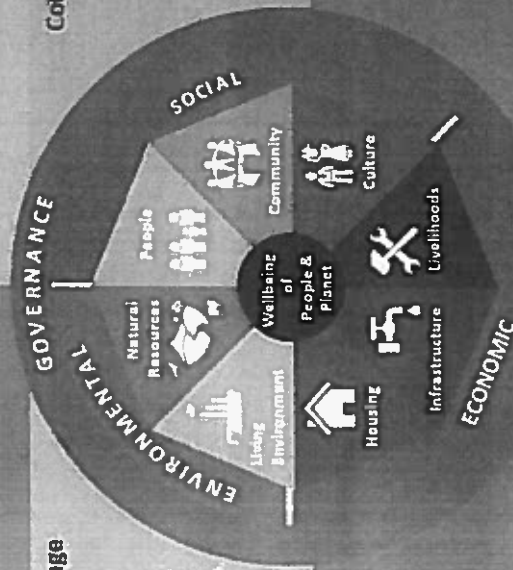 GOVERNANCE
SOCIAL
ENVIRONMENTAL
ECONOMIC
People
Community
Culture
Livelihoods
Infrastructure
Housing
Living
Environment
Natural
Resources
Wellbeing
of
People &
Planet